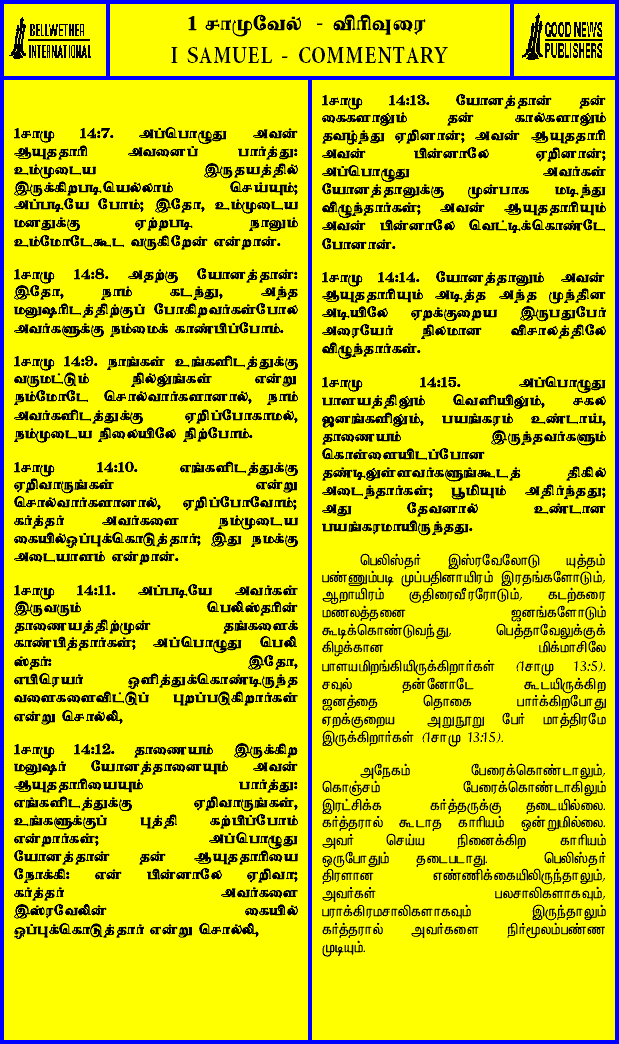 BELLWETHER
INTERNATIONAL
1 சாமுவேல் - விரிவுரை
I SAMUEL - COMMENTARY
GOOD NEWS
PUBLISHERS
1சாமு 14:7. அப்பொழுது அவன்
ஆயுததாரி அவனைப் பார்த்து:
உம்முடைய இருதயத்தில்
இருக்கிறபடியெல்லாம் செய்யும்;
அப்படியே போம்; இதோ, உம்முடைய
மனதுக்கு ஏற்றபடி நானும்
உம்மோடேகூட வருகிறேன் என்றான்.
1சாமு 14:8. அதற்கு யோனத்தான்:
இதோ, நாம் கடந்து, அந்த
மனுஷரிடத்திற்குப் போகிறவர்கள்போல
அவர்களுக்கு நம்மைக் காண்பிப்போம்.
1சாமு 14:9. நாங்கள் உங்களிடத்துக்கு
வருமட்டும் நில்லுங்கள் என்று
நம்மோடே சொல்வார்களானால், நாம்
அவர்களிடத்துக்கு ஏறிப்போகாமல்,
நம்முடைய நிலையிலே நிற்போம்.
1சாமு 14:10. எங்களிடத்துக்கு
ஏறிவாருங்கள் என்று
சொல்வார்களானால், ஏறிப்போவோம்;
கர்த்தர் அவர்களை நம்முடைய
கையில்ஒப்புக்கொடுத்தார்; இது நமக்கு
அடையாளம் என்றான்.
1சாமு 14:11. அப்படியே அவர்கள்
இருவரும் பெலிஸ்தரின்
தாணையத்திற்முன் தங்களைக்
காண்பித்தார்கள்; அப்பொழுது பெலி
ஸ்தர்: இதோ,
எபிரெயர் ஒளித்துக்கொண்டிருந்த
வளைகளைவிட்டுப் புறப்படுகிறார்கள்
என்று சொல்லி,
1சாமு 14:12. தாணையம் இருக்கிற
மனுஷர் யோனத்தானையும் அவன்
ஆயுததாரியையும் பார்த்து:
எங்களிடத்துக்கு ஏறிவாருங்கள்,
உங்களுக்குப் புத்தி கற்பிப்போம்
என்றார்கள்; அப்பொழுது
யோனத்தான் தன் ஆயுததாரியை
நோக்கி: என் பின்னாலே ஏறிவா;
கர்த்தர் அவர்களை
இஸ்ரவேலின் கையில்
ஒப்புக்கொடுத்தார் என்று சொல்லி,
1சாமு 14:13. யோனத்தான் தன்
கைகளாலும் தன் கால்களாலும்
தவழ்ந்து ஏறினான்; அவன் ஆயுததாரி
அவன் பின்னாலே ஏறினான்;
அப்பொழுது அவர்கள்
யோனத்தானுக்கு முன்பாக மடிந்து
விழுந்தார்கள்; அவன் ஆயுததாரியும்
அவன் பின்னாலே வெட்டிக்கொண்டே
போனான்.
1சாமு 14:14. யோனத்தானும் அவன்
ஆயுததாரியும் அடித்த அந்த முந்தின
அடியிலே ஏறக்குறைய இருபதுபேர்
அரையேர் நிலமான விசாலத்திலே
விழுந்தார்கள்.
1சாமு 14:15. அப்பொழுது
பாளயத்திலும் வெளியிலும், சகல
ஜனங்களிலும், பயங்கரம் உண்டாய்,
தாணையம் இருந்தவர்களும்
கொள்ளையிடப்போன
தண்டிலுள்ளவர்களுங்கூடத் திகில்
அடைந்தார்கள்; பூமியும் அதிர்ந்தது;
அது தேவனால் உண்டான
பயங்கரமாயிருந்தது.
பெலிஸ்தர் இஸ்ரவேலோடு யுத்தம்
பண்ணும்படி முப்பதினாயிரம் இரதங்களோடும்,
ஆறாயிரம் குதிரைவீரரோடும், கடற்கரை
மணலத்தனை ஜனங்களோடும்
கூடிக்கொண்டுவந்து, பெத்தாவேலுக்குக்
கிழக்கான மிக்மாசிலே
பாளயமிறங்கியிருக்கிறார்கள் (1சாமு 13:5).
சவுல் தன்னோடே கூடயிருக்கிற
ஜனத்தை தொகை பார்க்கிறபோது
ஏறக்குறைய அறுநூறு பேர் மாத்திரமே
இருக்கிறார்கள் (1சாமு 13:15).
அநேகம் பேரைக்கொண்டாலும்,
கொஞ்சம் பேரைக்கொண்டாகிலும்
இரட்சிக்க கர்த்தருக்கு தடையில்லை.
கர்த்தரால் கூடாத காரியம் ஒன்றுமில்லை.
அவர் செய்ய நினைக்கிற காரியம்
ஒருபோதும் தடைபடாது. பெலிஸ்தர்
திரளான எண்ணிக்கையிலிருந்தாலும்,
அவர்கள் பலசாலிகளாகவும்,
பராக்கிரமசாலிகளாகவும் இருந்தாலும்
கர்த்தரால் அவர்களை நிர்மூலம்பண்ண
முடியும்.